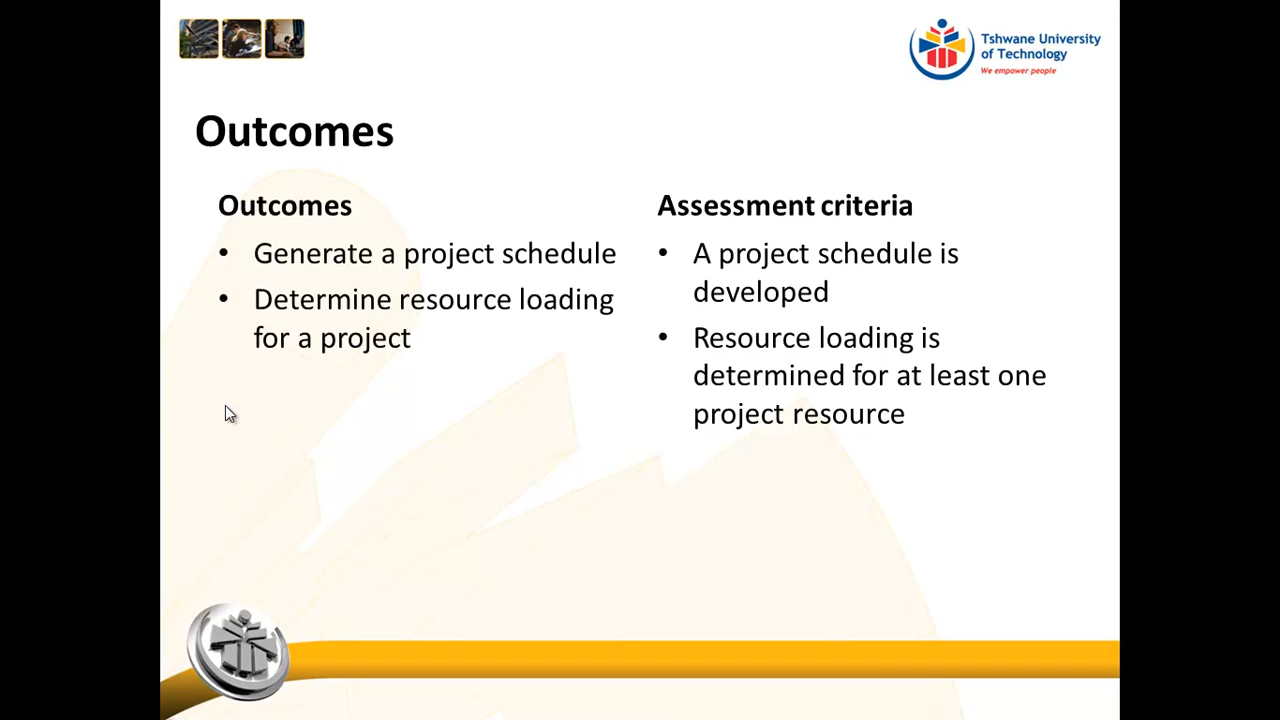 Tshwane University
of Technology
We empower people
Outcomes
Outcomes
• Generate a project schedule
• Determine resource loading
for a project
Assessment criteria
• A project schedule is
developed
• Resource loading is
determined for at least one
project resource